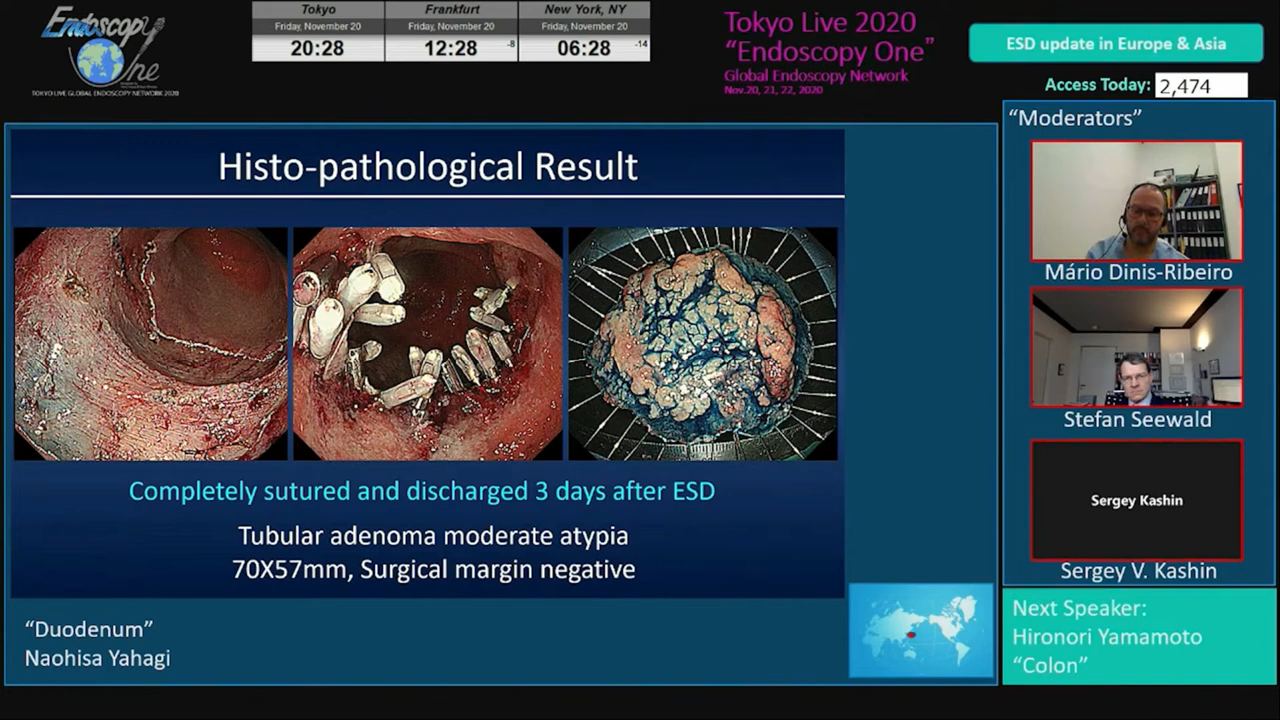 Endoscopy
One
TOKYO LIVE GLOBAL ENDOSCOPY NETWORK 2020
Tokyo
Friday, November 20
20:28
Frankfurt
Friday, November 20
12:28
-8
New York, NY
Friday, November 20
06:28
-14
Tokyo Live 2020
“Endoscopy One”
Global Endoscopy Network
Nov.20, 21, 22, 2020
ESD update in Europe & Asia
Access Today: 2,474
Histo-pathological Result
Completely sutured and discharged 3 days after ESD
Tubular adenoma moderate atypia
70X57mm, Surgical margin negative
“Duodenum”
Naohisa Yahagi
“Moderators”
Mário Dinis-Ribeiro
Stefan Seewald
Sergey Kashin
Sergey V. Kashin
Next Speaker:
Hironori Yamamoto
“Colon”